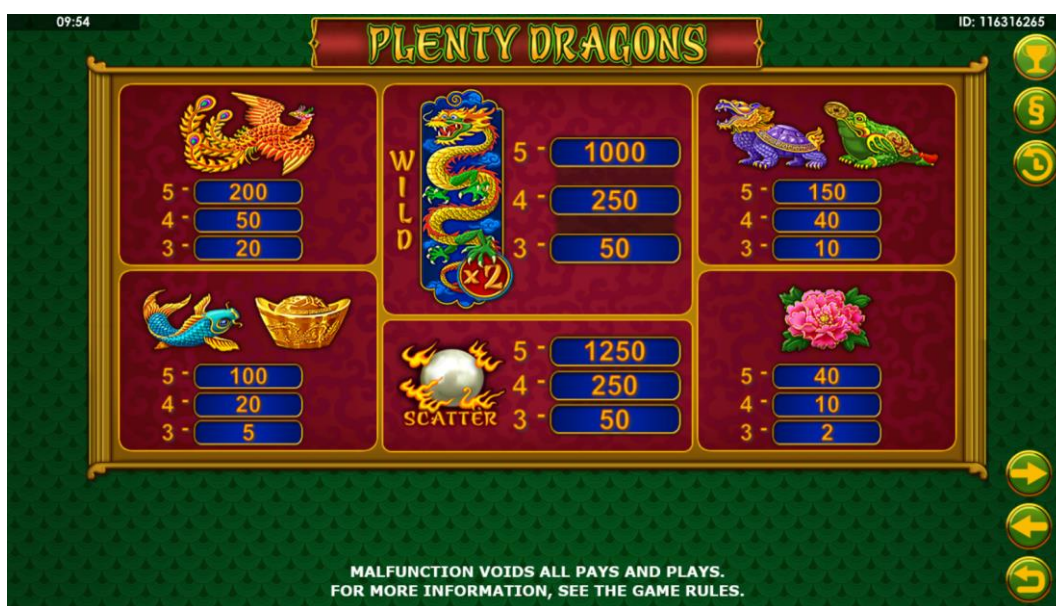 09:54
ID: 116316265
PLENTY DRAGONS
5 - 200
4 - 50
3 - 20
WILD
x2
5 - 1000
4 - 250
3 - 50
5 - 150
4 - 40
3 - 10
5 - 100
4 - 20
3 - 5
SCATTER
5 - 1250
4 - 250
3 - 50
5 - 40
4 - 10
3 - 2
§
MALFUNCTION VOIDS ALL PAYS AND PLAYS.
FOR MORE INFORMATION, SEE THE GAME RULES.